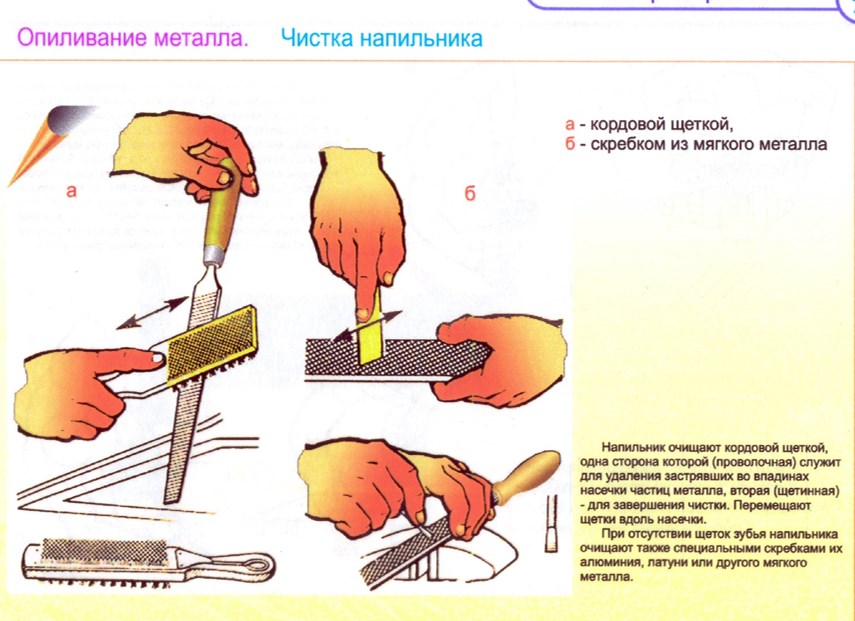 Опиливание металла. Чистка напильника
а - кордовой щеткой,
б - скребком из мягкого металла
а
б
Напильник очищают кордовой щеткой,
одна сторона которой (проволочная) служит
для удаления застрявших во впадинах
насечки частиц металла, вторая (щетинная)
- для завершения чистки. Перемещают
щетки вдоль насечки.
При отсутствии щеток зубья напильника
очищают также специальными скребками их
алюминия, латуни или другого мягкого
металла.